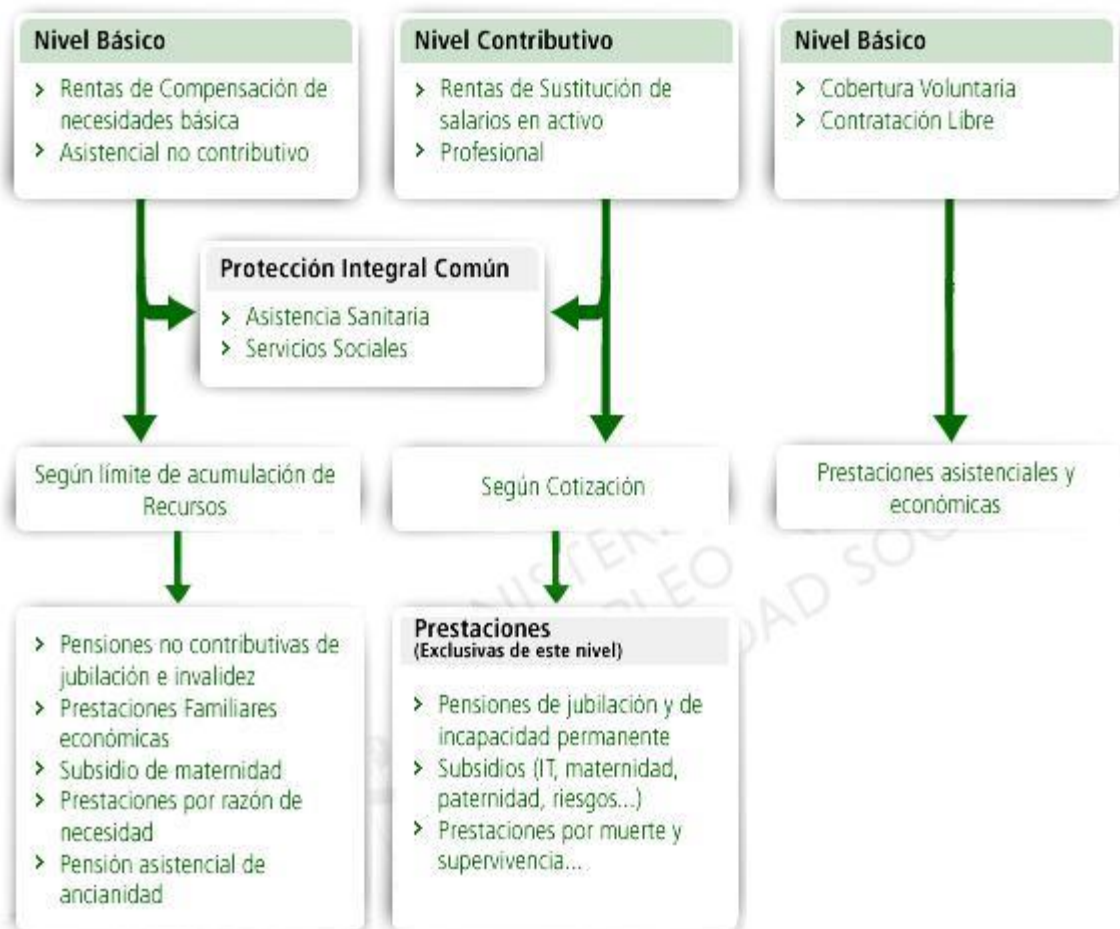 Nivel Básico
> Rentas de Compensación de
necesidades básica
> Asistencial no contributivo
Nivel Contributivo
> Rentas de Sustitución de
salarios en activo
> Profesional
Nivel Básico
> Cobertura Voluntaria
> Contratación Libre
Protección Integral Común
> Asistencia Sanitaria
> Servicios Sociales
Según límite de acumulación de
Recursos
Según Cotización
Prestaciones asistenciales y
económicas
> Pensiones no contributivas de
jubilación e invalidez
> Prestaciones Familiares
económicas
> Subsidio de maternidad
> Prestaciones por razón de
necesidad
> Pensión asistencial de
ancianidad
Prestaciones
(Exclusivas de este nivel)
> Pensiones de jubilación y de
incapacidad permanente
> Subsidios (IT, maternidad,
paternidad, riesgos...)
> Prestaciones por muerte y
supervivencia...